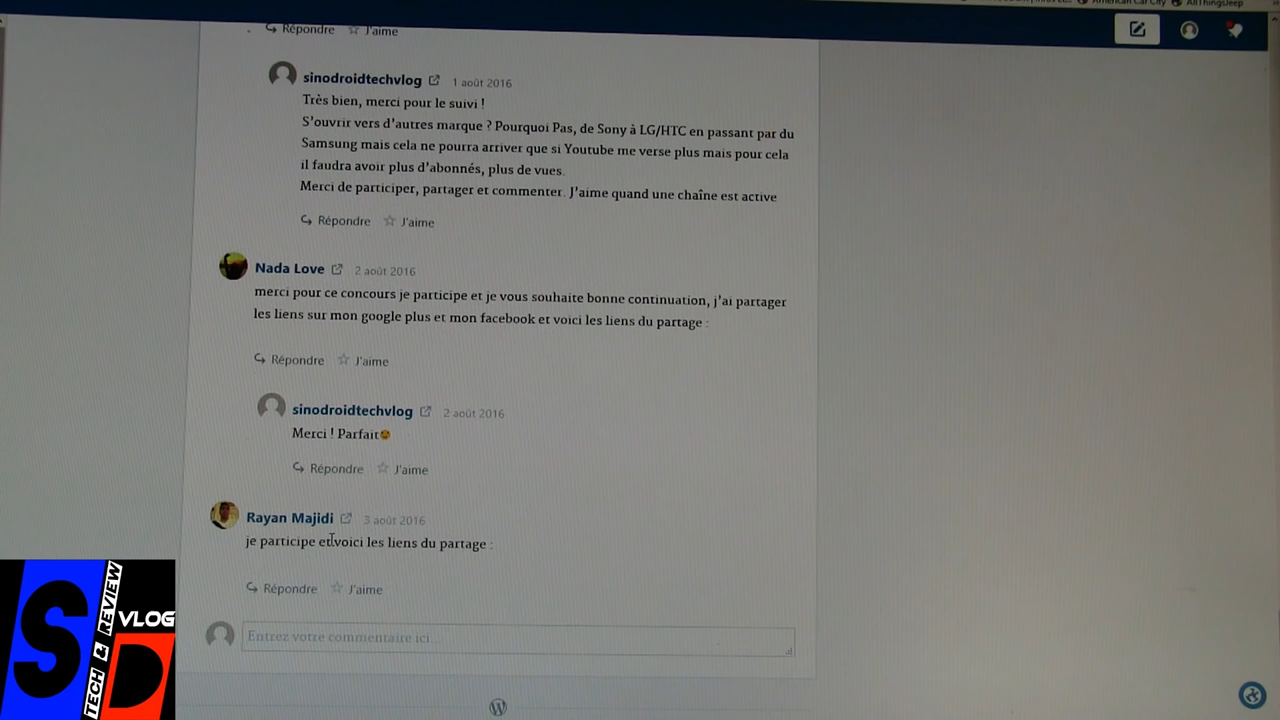 American Car City AllThingsJeep
Répondre J'aime
sinodroidtechvlog 1 août 2016
Très bien, merci pour le suivi !
S'ouvrir vers d'autres marque ? Pourquoi Pas, de Sony à LG/HTC en passant par du
Samsung mais cela ne pourra arriver que si Youtube me verse plus mais pour cela
il faudra avoir plus d'abonnés, plus de vues.
Merci de participer, partager et commenter. J'aime quand une chaîne est active
Répondre J'aime
Nada Love 2 août 2016
merci pour ce concours je participe et je vous souhaite bonne continuation, j'ai partager
les liens sur mon google plus et mon facebook et voici les liens du partage :
Répondre J'aime
sinodroidtechvlog 2 août 2016
Merci ! Parfait
Répondre J'aime
Rayan Majidi 3 août 2016
je participe et voici les liens du partage :
Répondre J'aime
Entrez votre commentaire ici...
SD
TECH & REVIEW
VLOG